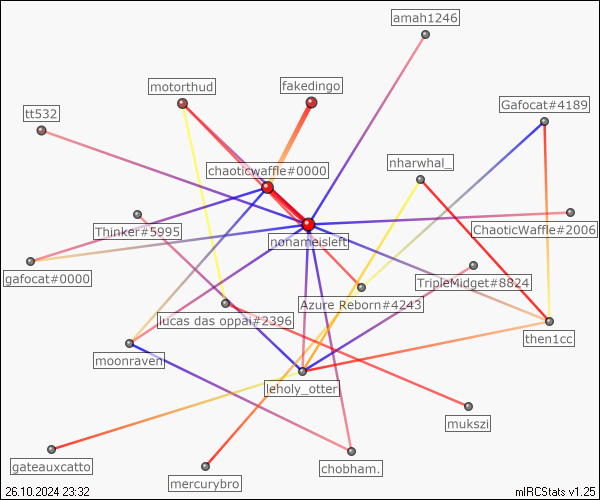 amah1246
motorthud
fakedingo
Gafocat#4189
tt532
nharwhal_
chaoticwaffle#0000
Thinker#5995
ChaoticWaffle#2006
nonameisleft
gafocat#0000
TripleMidget#8824
Azure Reborn#4243
lucas das oppai#2396
then1cc
moonraven
leholy_otter
mukszi
gateauxcatto
chobham.
mercurybro
26.10.2024 23:32
mIRCStats v1.25